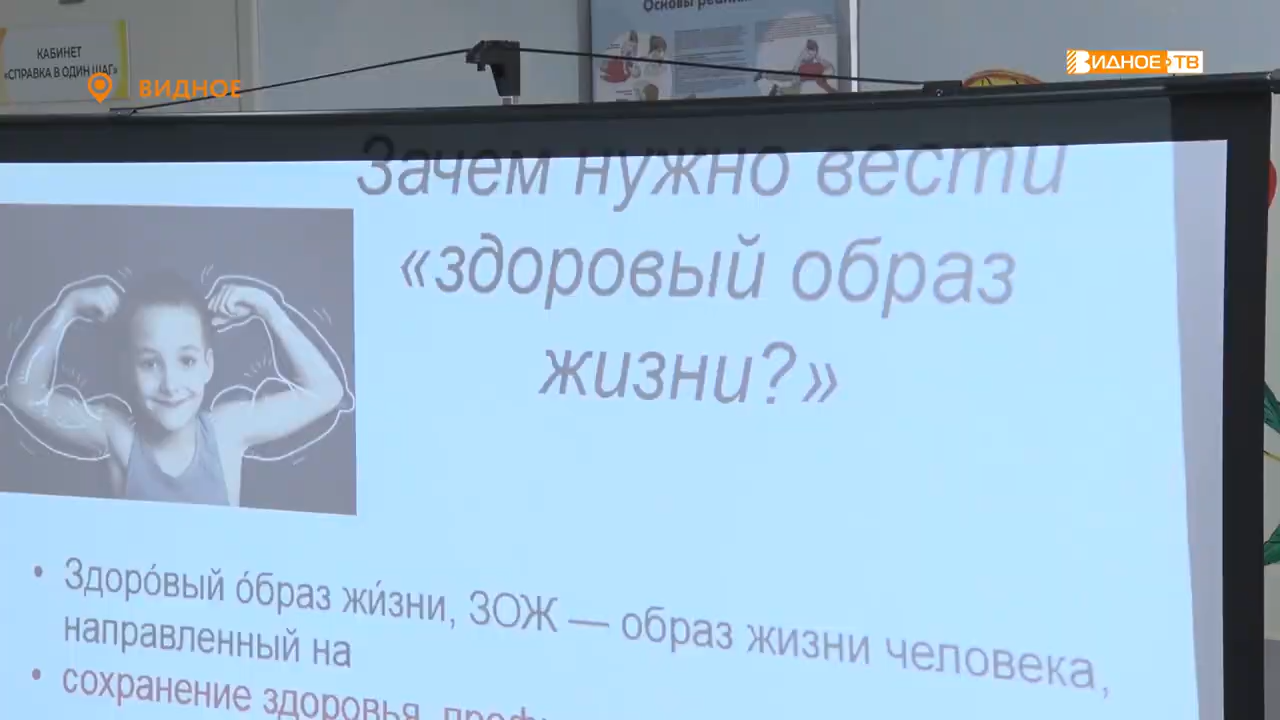 Основы
КАБИНЕТ
«СПРАВКА В ОДИН ШАГ»
ВИДНОЕ
ВИДНОЕ ТВ
Зачем нужно вести
«здоровый образ
жизни?»
• Здоро́вый о́браз жи́зни, ЗОЖ — образ жизни человека,
направленный на
• сохранение здоровья,